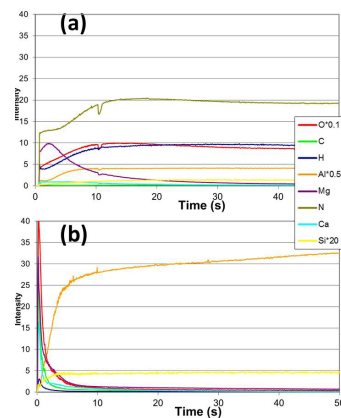 (a)
40
35
30
25
20
15
10
5
0
Intensity
0 10 20 30 40
Time (s)
O*0.1
C
H
Al*0.5
Mg
N
Ca
Si*20
(b)
40
35
30
25
20
15
10
5
0
Intensity
0 10 20 30 40 50
Time (s)